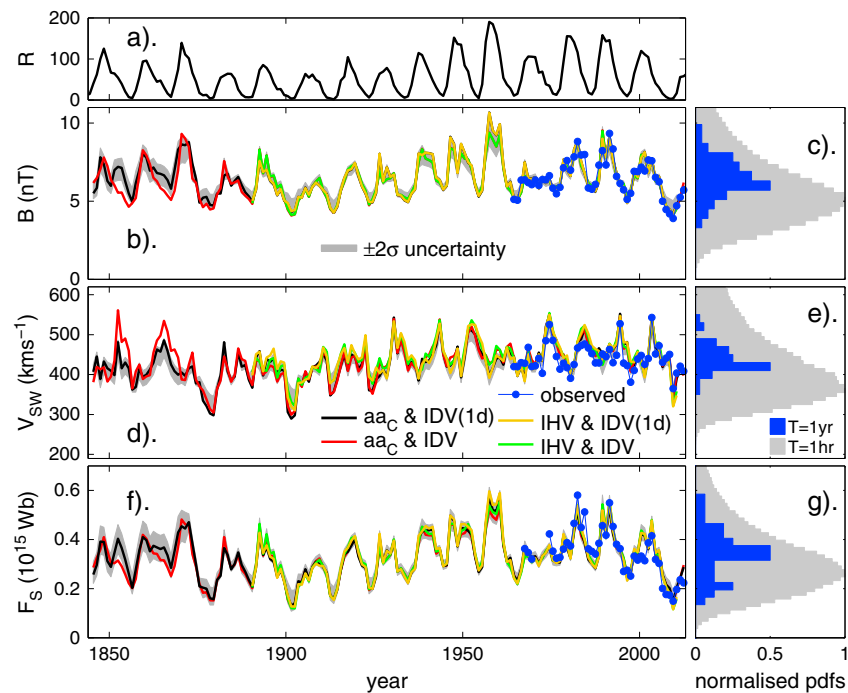 200
100
0
R
a).
10
5
0
B (nT)
b).
±2σ uncertainty
c).
600
500
400
300
200
V_SW (kms⁻¹)
d).
observed
aa_C & IDV(1d)
aa_C & IDV
IHV & IDV(1d)
IHV & IDV
e).
T=1yr
T=1hr
0.6
0.4
0.2
0
F_S (10¹⁵ Wb)
f).
g).
1850
1900
1950
2000
year
0
0.5
1
normalised pdfs